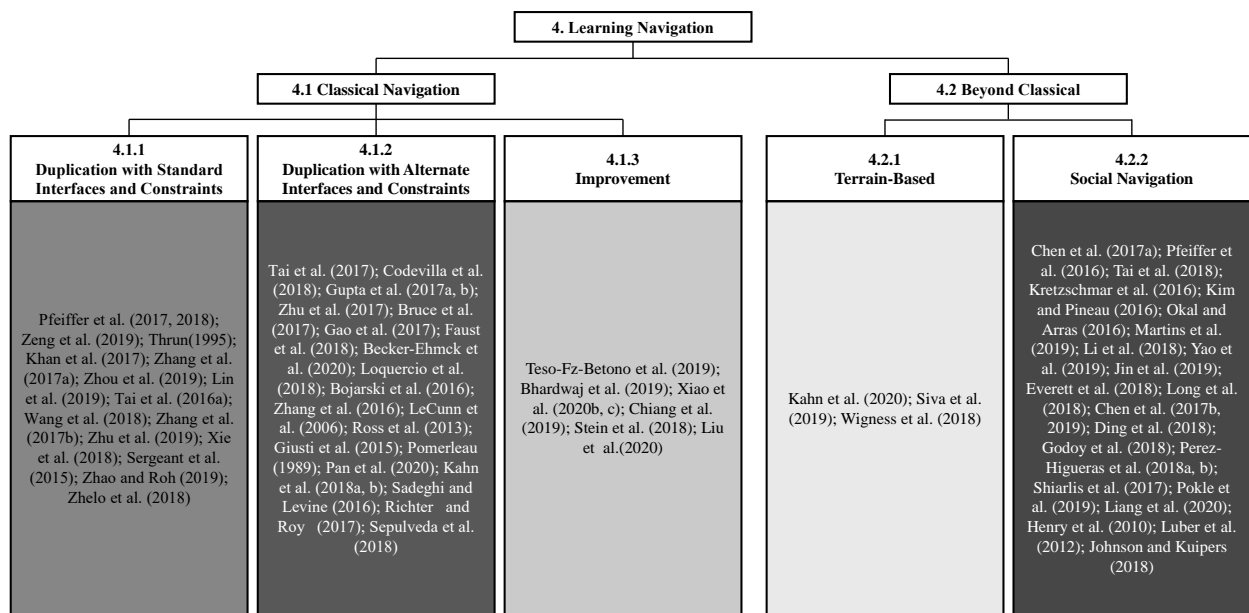 4. Learning Navigation
4.1 Classical Navigation
4.2 Beyond Classical
4.1.1
Duplication with Standard
Interfaces and Constraints
4.1.2
Duplication with Alternate
Interfaces and Constraints
4.1.3
Improvement
4.2.1
Terrain-Based
4.2.2
Social Navigation
Pfeiffer et al. (2017, 2018);
Zeng et al. (2019); Thrun(1995);
Khan et al. (2017); Zhang et al.
(2017a); Zhou et al. (2019); Lin
et al. (2019); Tai et al. (2016a);
Wang et al. (2018); Zhang et al.
(2017b); Zhu et al. (2019); Xie
et al. (2018); Sergeant et al.
(2015); Zhao and Roh (2019);
Zhelo et al. (2018)
Tai et al. (2017); Codevilla et al.
(2018); Gupta et al. (2017a, b);
Zhu et al. (2017); Bruce et al.
(2017); Gao et al. (2017); Faust
et al. (2018); Becker-Ehmck et
al. (2020); Loquercio et al.
(2018); Bojarski et al. (2016);
Zhang et al. (2016); LeCunn et
al. (2006); Ross et al. (2013);
Giusti et al. (2015); Pomerleau
(1989); Pan et al. (2020); Kahn
et al. (2018a, b); Sadeghi and
Levine (2016); Richter and
Roy (2017); Sepulveda et al.
(2018)
Teso-Fz-Betono et al. (2019);
Bhardwaj et al. (2019); Xiao et
al. (2020b, c); Chiang et al.
(2019); Stein et al. (2018); Liu
et al.(2020)
Kahn et al. (2020); Siva et al.
(2019); Wigness et al. (2018)
Chen et al. (2017a); Pfeiffer et
al. (2016); Tai et al. (2018);
Kretzschmar et al. (2016); Kim
and Pineau (2016); Okal and
Arras (2016); Martins et al.
(2019); Li et al. (2018); Yao et
al. (2019); Jin et al. (2019);
Everett et al. (2018); Long et al.
(2018); Chen et al. (2017b,
2019); Ding et al. (2018);
Godoy et al. (2018); Perez-
Higueras et al. (2018a, b);
Shiarlis et al. (2017); Pokle et
al. (2019); Liang et al. (2020);
Henry et al. (2010); Luber et al.
(2012); Johnson and Kuipers
(2018)